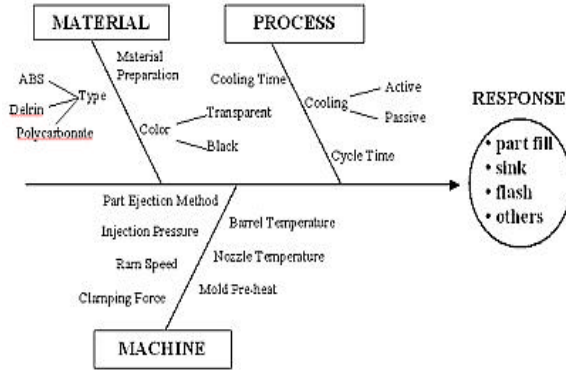 MATERIAL
PROCESS
Material
Preparation
ABS
Delrin
Polycarbonate
Type
Color
Transparent
Black
Cooling Time
Cooling
Active
Passive
Cycle Time
RESPONSE
• part fill
• sink
• flash
• others
Part Ejection Method
Injection Pressure
Ram Speed
Clamping Force
Barrel Temperature
Nozzle Temperature
Mold Pre-heat
MACHINE